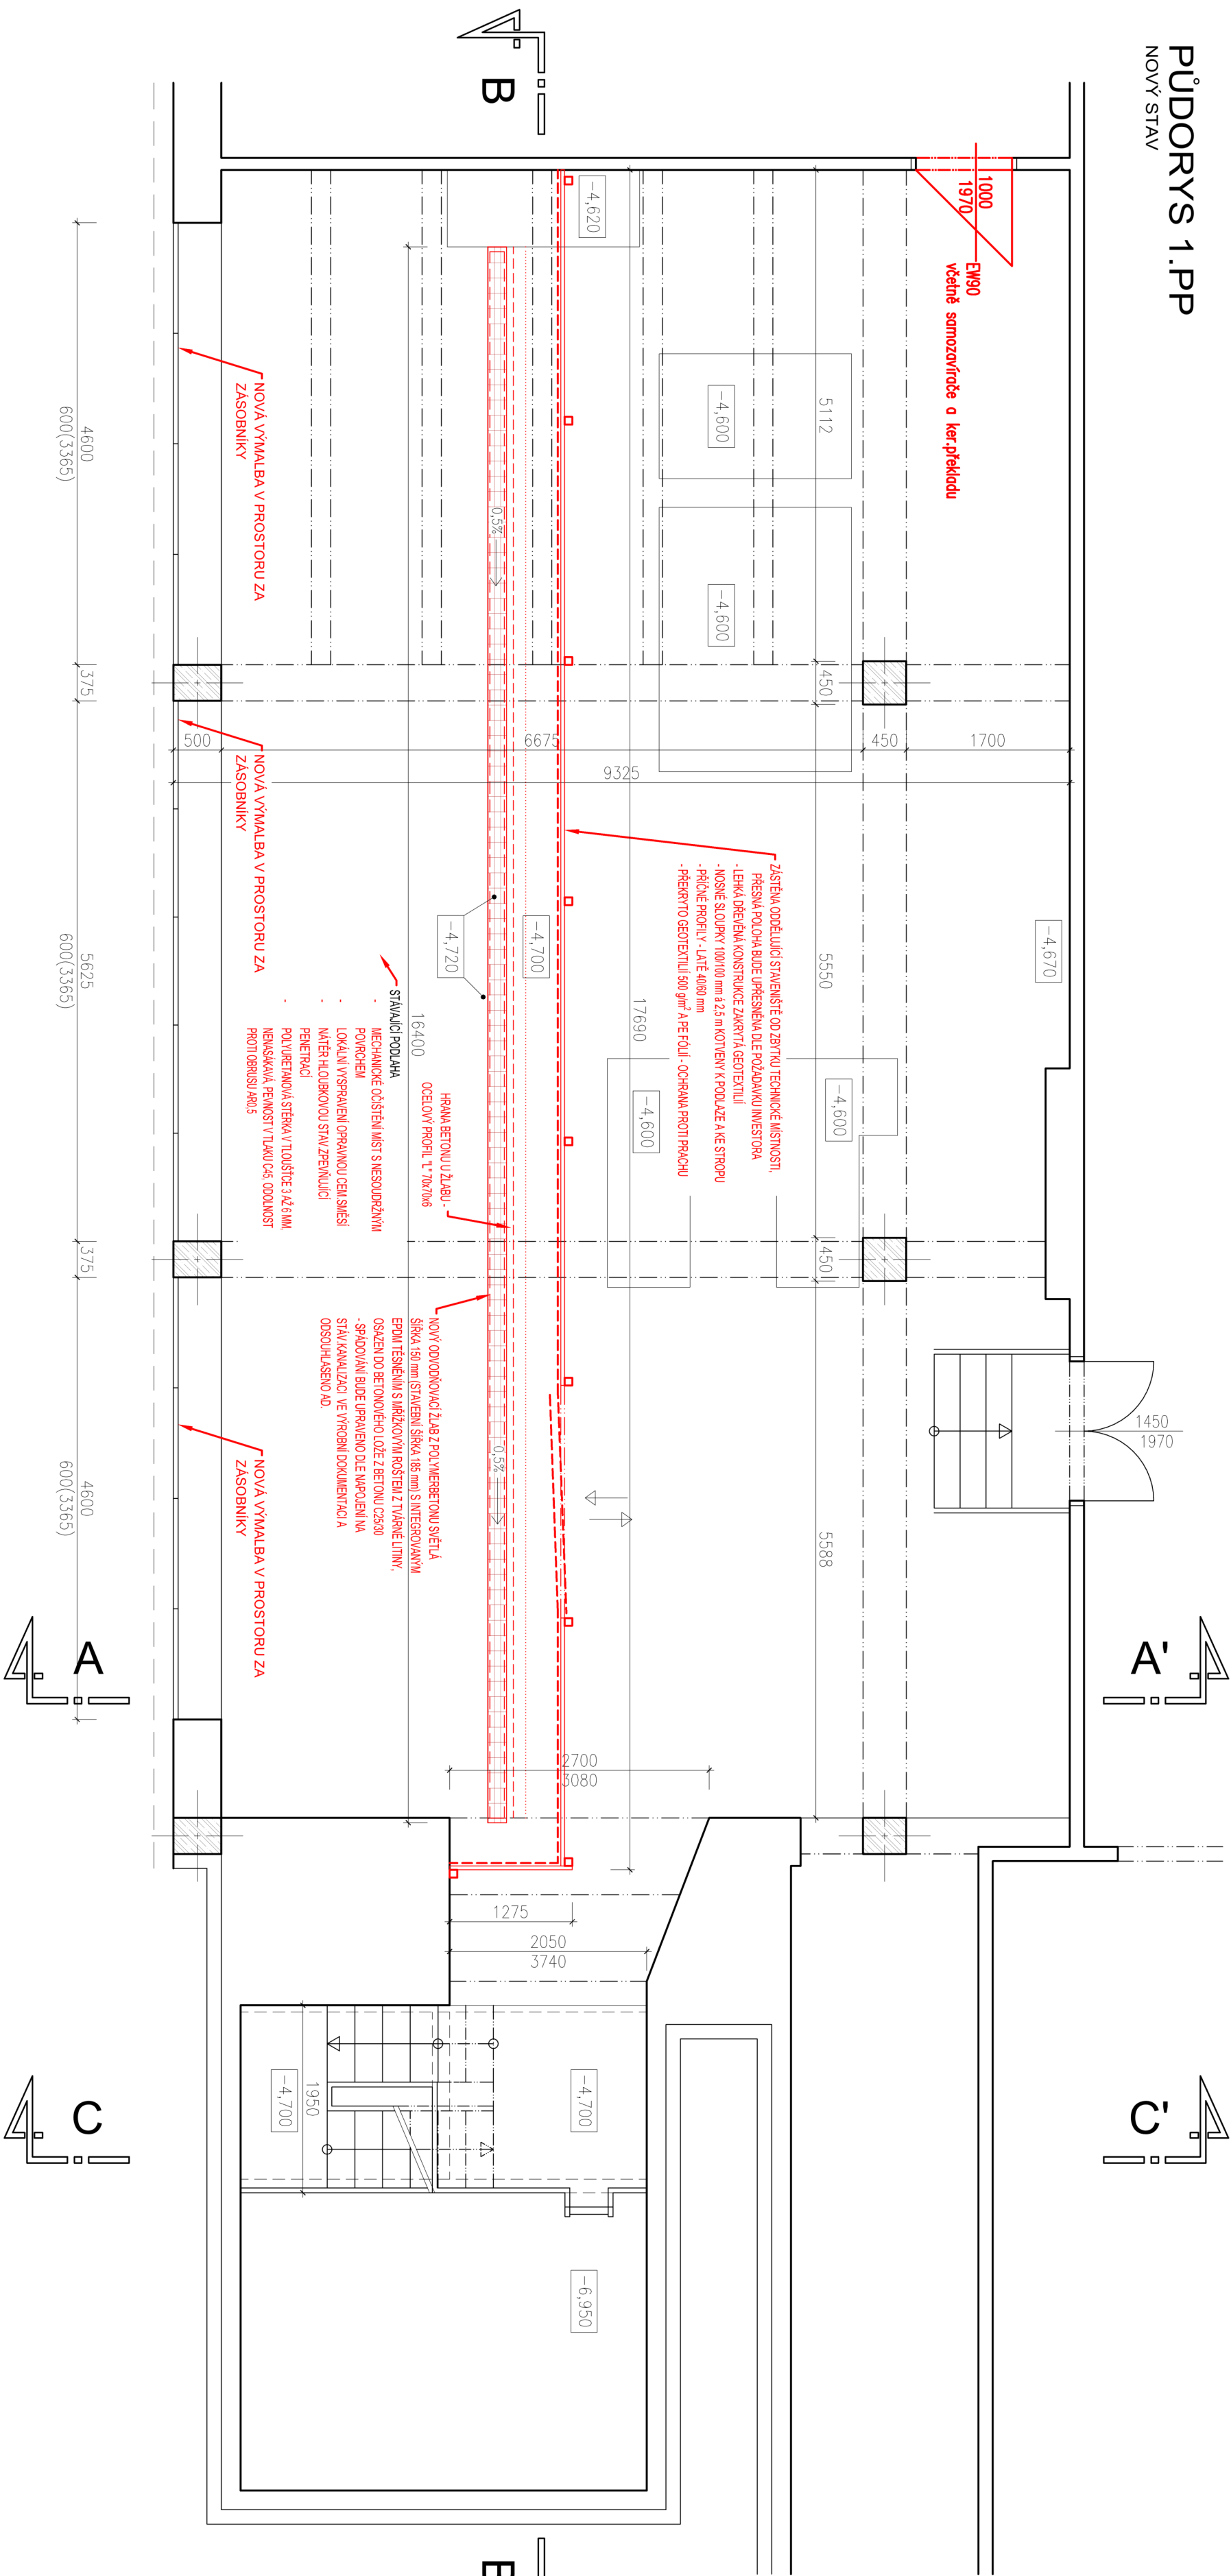 PŮDORYS 1.PP
NOVÝ STAV
B
1000
1970
EW90
včetně samozavírače a ker.překladu
-4,620
5112
-4,600
-4,600
0,5%
NOVÁ VÝMALBA V PROSTORU ZA
ZÁSOBNÍKY
4600
600(3365)
375
450
500
6675
450
1700
9325
NOVÁ VÝMALBA V PROSTORU ZA
ZÁSOBNÍKY
5625
600(3365)
-4,670
5550
ZÁSTĚNA ODDĚLUJÍCÍ STAVENIŠTĚ OD ZBYTKU TECHNICKÉ MÍSTNOSTI,
PŘESNÁ POLOHA BUDE UPŘESNĚNA DLE POŽADAVKU INVESTORA
- LEHKÁ DŘEVĚNÁ KONSTRUKCE ZAKRYTÁ GEOTEXTILIÍ
- NOSNÉ SLOUPKY 100/100 mm á 2,5 m KOTVENY K PODLAZE A KE STROPU
- PŘÍČNÉ PROFILY - LATĚ 40/60 mm
- PŘEKRYTO GEOTEXTILIÍ 500 g/m² A PE FÓLIÍ - OCHRANA PROTI PRACHU
-4,700
-4,720
17690
16400
-4,600
-4,600
HRANA BETONU U ŽLABU -
OCELOVÝ PROFIL "L" 70x70x6
STÁVAJÍCÍ PODLAHA
- MECHANICKÉ OČIŠTĚNÍ MÍST S NESOUDRŽNÝM
POVRCHEM
- LOKÁLNÍ VYSPRAVENÍ OPRAVNOU CEM.SMĚSÍ
- NÁTĚR HLOUBKOVOU STAV.ZPEVŇUJÍCÍ
PENETRACÍ
- POLYURETANOVÁ STĚRKA V TLOUŠŤCE 3 AŽ 6 MM,
NENASÁKAVÁ, PEVNOST V TLAKU C45, ODOLNOST
PROTI OBRUSU AR0,5
375
450
NOVÝ ODVODŇOVACÍ ŽLAB Z POLYMERBETONU SVĚTLÁ
ŠÍŘKA 150 mm (STAVEBNÍ ŠÍŘKA 185 mm) S INTEGROVANÝM
EPDM TĚSNĚNÍM S MŘÍŽKOVÝM ROŠTEM Z TVÁRNÉ LITINY,
OSAZEN DO BETONOVÉHO LOŽE Z BETONU C25/30
- SPÁDOVÁNÍ BUDE UPRAVENO DLE NAPOJENÍ NA
STÁV.KANALIZACI VE VÝROBNÍ DOKUMENTACI A
ODSOUHLASENO AD.
1450
1970
5588
0,5%
NOVÁ VÝMALBA V PROSTORU ZA
ZÁSOBNÍKY
4600
600(3365)
A
A'
2700
3080
1275
2050
3740
1950
-4,700
-4,700
C
C'
-6,950